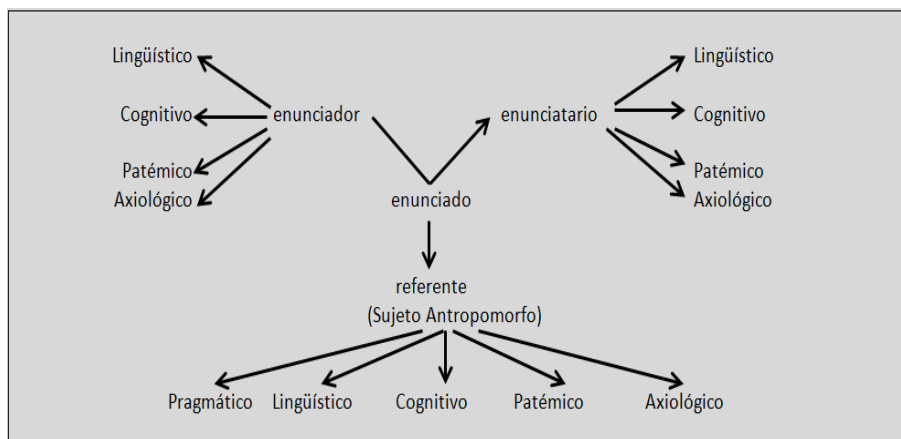 Lingüístico
Lingüístico
Cognitivo
enunciador
enunciatario
Cognitivo
Patémico
Patémico
Axiológico
enunciado
Axiológico
referente
(Sujeto Antropomorfo)
Pragmático Lingüístico Cognitivo Patémico Axiológico